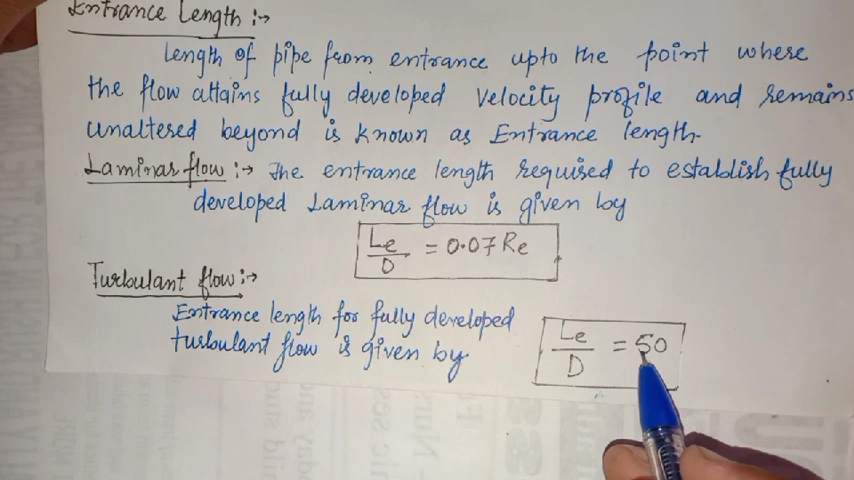 Entrance Length :-
Length of pipe from entrance upto the point where
the flow attains fully developed velocity profile and remains
unaltered beyond is known as Entrance length.
Laminar flow :- The entrance length required to establish fully
developed Laminar flow is given by
Le/D = 0.07 Re
Turbulant flow :-
Entrance length for fully developed
turbulant flow is given by
Le/D = 50